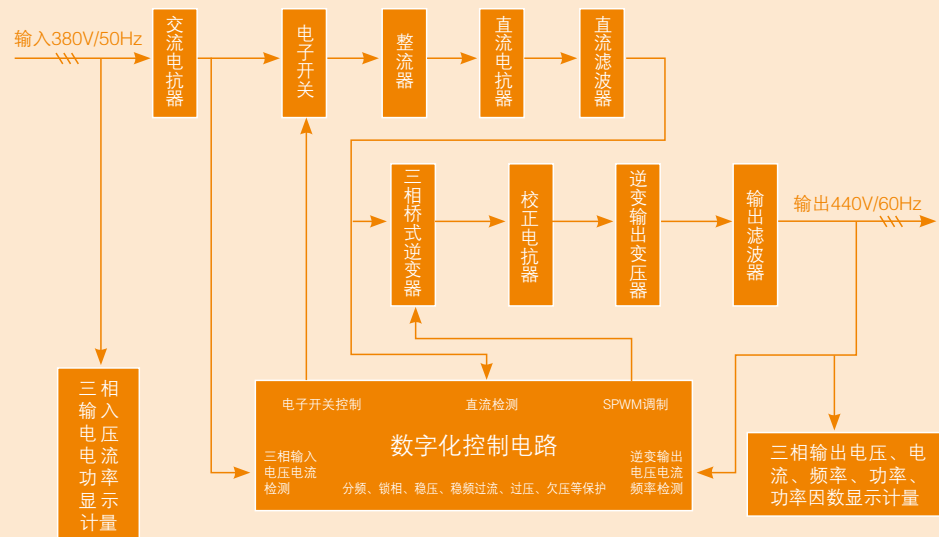 输入380V/50Hz
交流电抗器
电子开关
整流器
直流电抗器
直流滤波器
三相桥式逆变器
校正电抗器
逆变输出变压器
输出滤波器
输出440V/60Hz
三相
输入
电压
电流
功率
显示
计量
电子开关控制
直流检测
SPWM调制
数字化控制电路
三相输入
电压电流
检测
分频、锁相、稳压、稳频过流、过压、欠压等保护
逆变输出
电压电流
频率检测
三相输出电压、电
流、频率、功率、
功率因数显示计量